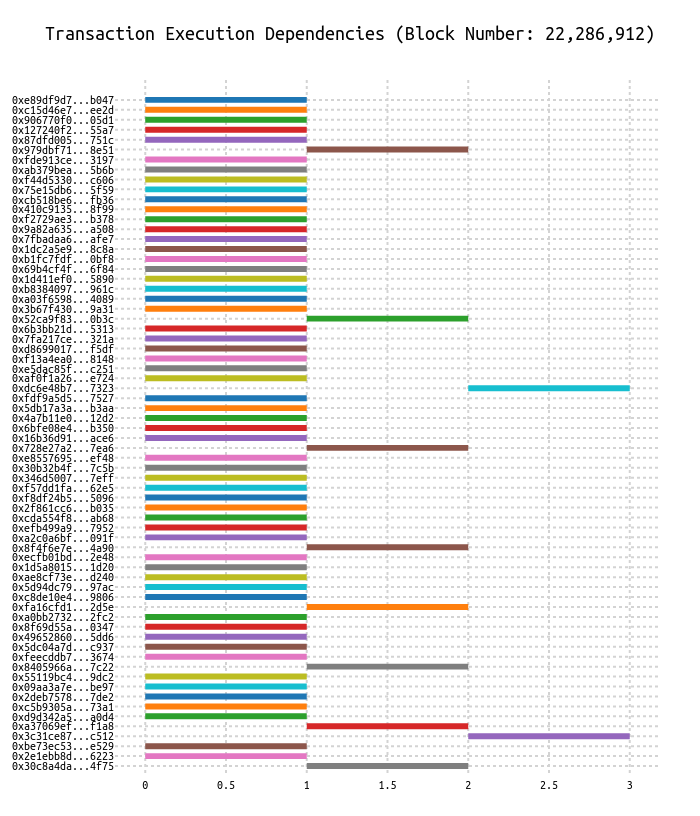 Transaction Execution Dependencies (Block Number: 22,286,912)
0xe89df9d7...b047
0xc15d46e7...ee2d
0x906770f0...05d1
0x127240f2...55a7
0x87dfd005...751c
0x979dbf71...8e51
0xfde913ce...3197
0xab379bea...5b6b
0xf44d5330...c606
0x75e15db6...5f59
0xcb518be6...fb36
0x410c9135...8f99
0xf2729ae3...b378
0x9a82a635...a508
0x7fbadaa6...afe7
0x1dc2a5e9...8c8a
0xb1fc7fdf...0bf8
0x69b4cf4f...6f84
0x1d411ef0...5890
0xb8384097...961c
0xa03f6598...4089
0x3b67f430...9a31
0x52ca9f83...0b3c
0x6b3bb21d...5313
0x7fa217ce...321a
0xd8699017...f5df
0xf13a4ea0...8148
0xe5dac85f...c251
0xaf0f1a26...e724
0xdc6e48b7...7323
0xfdf9a5d5...7527
0x5db17a3a...b3aa
0x4a7b11e0...12d2
0x6bfe08e4...b350
0x16b36d91...ace6
0x728e27a2...7ea6
0xe8557695...ef48
0x30b32b4f...7c5b
0x346d5007...7eff
0xf57dd1fa...62e5
0xf8df24b5...5096
0x2f861cc6...b035
0xcda554f8...ab68
0xefb499a9...7952
0xa2c0a6bf...091f
0x8f4f6e7e...4a90
0xecfb01bd...2e48
0x1d5a8015...1d20
0xae8cf73e...d240
0x5d94dc79...97ac
0xc8de10e4...9806
0xfa16cfd1...2d5e
0xa0bb2732...2fc2
0x8f69d55a...0347
0x49652860...5dd6
0x5dc04a7d...c937
0xfeecddb7...3674
0x8405966a...7c22
0x55119bc4...9dc2
0x09aa3a7e...be97
0x2deb7578...7de2
0xc5b9305a...73a1
0xd9d342a5...a0d4
0xa37069ef...f1a8
0x3c31ce87...c512
0xbe73ec53...e529
0x2e1ebb8d...6223
0x30c8a4da...4f75
0 0.5 1 1.5 2 2.5 3